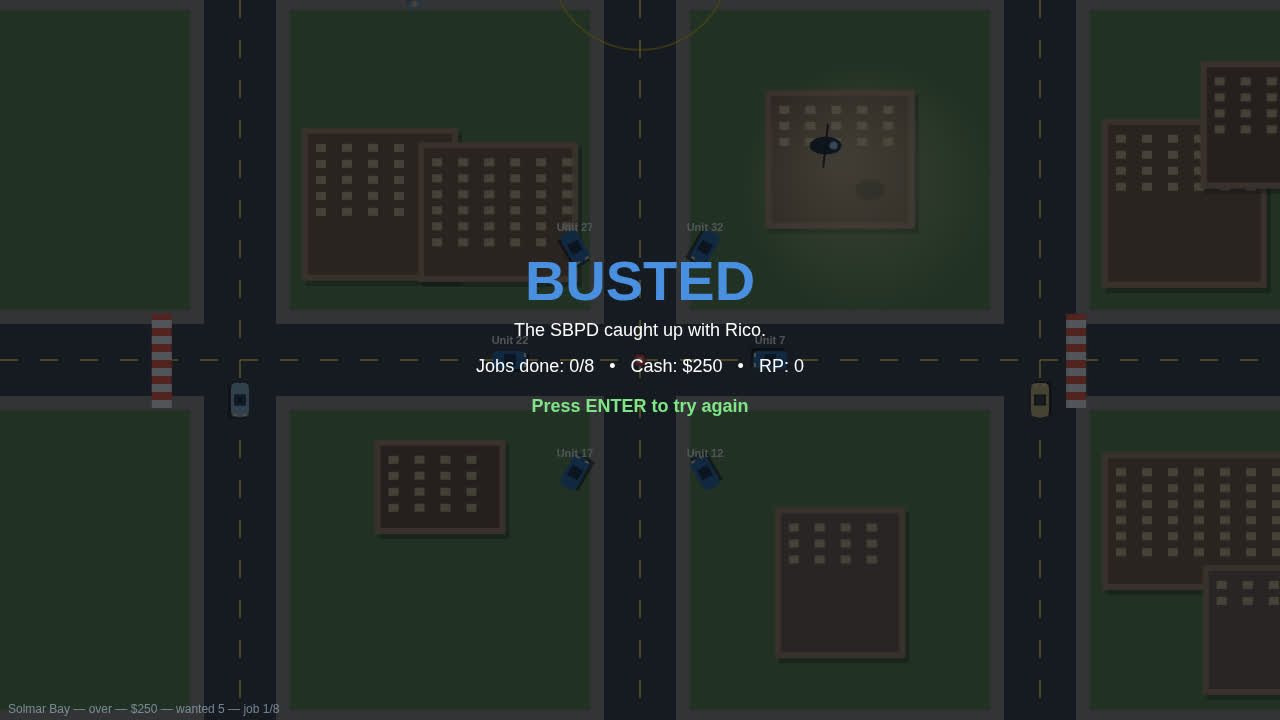 Unit 27
Unit 32
BUSTED
The SBPD caught up with Rico.
Unit 22
Unit 7
Jobs done: 0/8 • Cash: $250 • RP: 0
Press ENTER to try again
Unit 17
Unit 12
Solmar Bay — over — $250 — wanted 5 — job 1/8